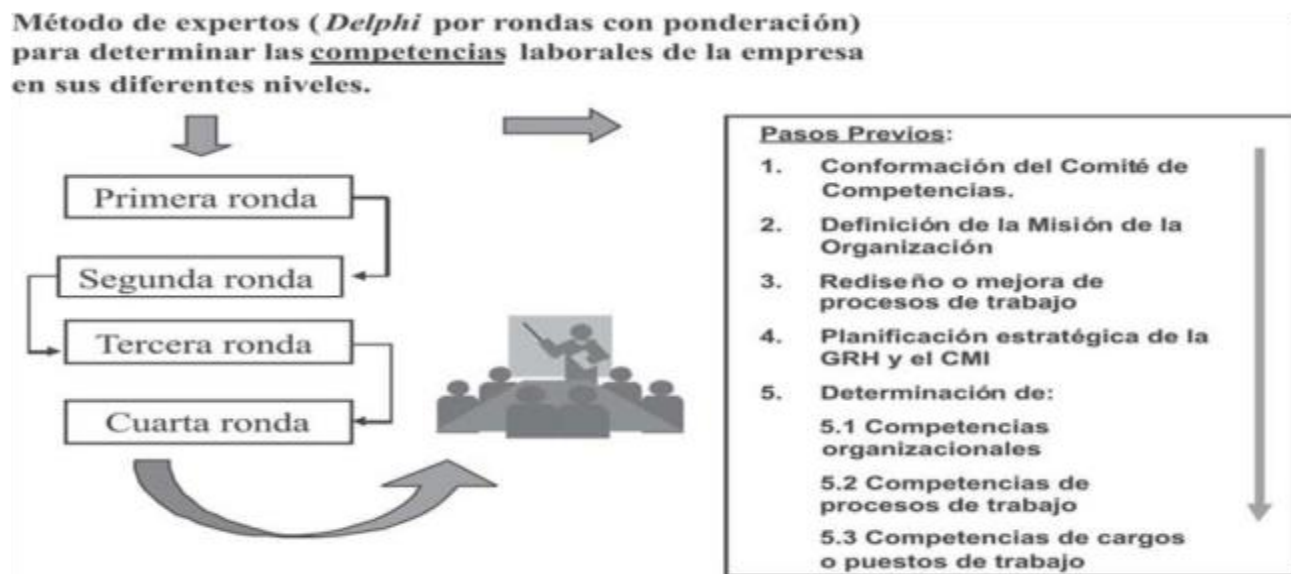 Método de expertos (Delphi por rondas con ponderación)
para determinar las competencias laborales de la empresa
en sus diferentes niveles.
Primera ronda
Segunda ronda
Tercera ronda
Cuarta ronda
Pasos Previos:
1. Conformación del Comité de
Competencias.
2. Definición de la Misión de la
Organización
3. Rediseño o mejora de
procesos de trabajo
4. Planificación estratégica de la
GRH y el CMI
5. Determinación de:
5.1 Competencias
organizacionales
5.2 Competencias de
procesos de trabajo
5.3 Competencias de cargos
o puestos de trabajo